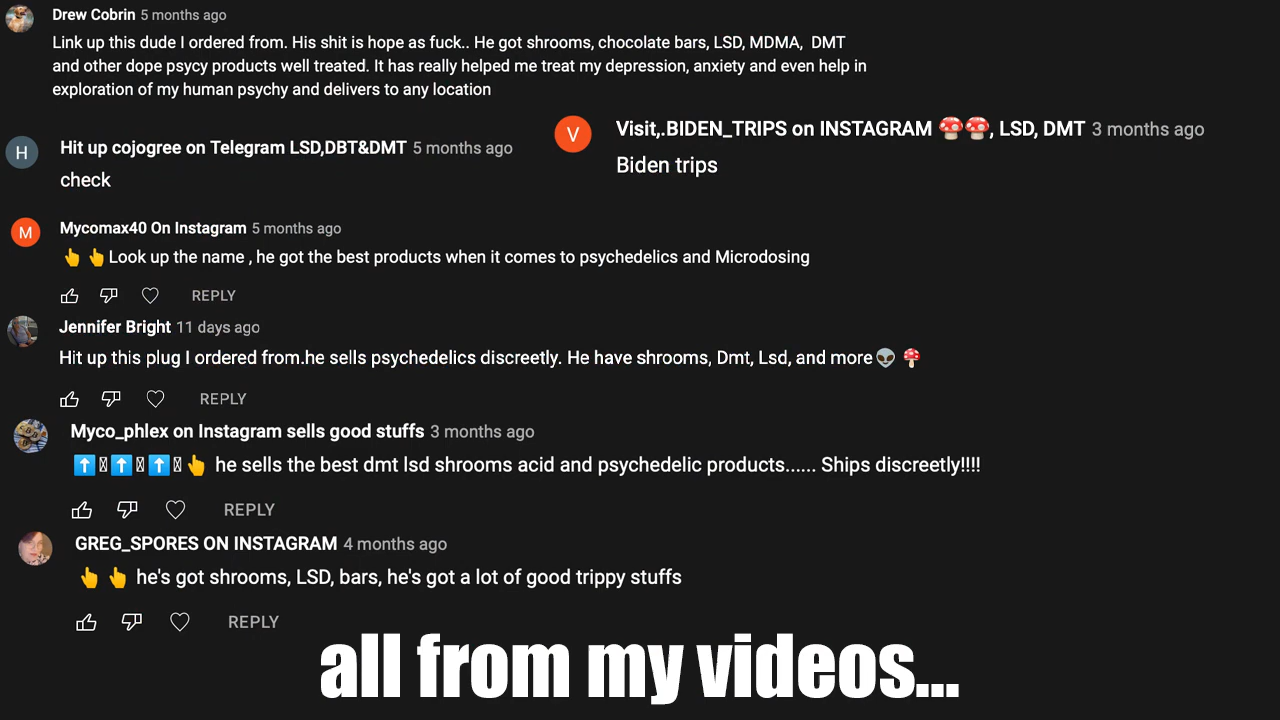 Drew Cobrin 5 months ago
Link up this dude I ordered from. His shit is hope as fuck.. He got shrooms, chocolate bars, LSD, MDMA, DMT
and other dope psycy products well treated. It has really helped me treat my depression, anxiety and even help in
exploration of my human psychy and delivers to any location
V
Visit,.BIDEN_TRIPS on INSTAGRAM 🍄🍄, LSD, DMT 3 months ago
Biden trips
H
Hit up cojogree on Telegram LSD,DBT&DMT 5 months ago
check
M
Mycomax40 On Instagram 5 months ago
👆 👆Look up the name , he got the best products when it comes to psychedelics and Microdosing
REPLY
Jennifer Bright 11 days ago
Hit up this plug I ordered from.he sells psychedelics discreetly. He have shrooms, Dmt, Lsd, and more👽 🍄
REPLY
Myco_phlex on Instagram sells good stuffs 3 months ago
⬆️⬆️⬆️👆 he sells the best dmt lsd shrooms acid and psychedelic products...... Ships discreetly!!!!
REPLY
GREG_SPORES ON INSTAGRAM 4 months ago
👆 👆 he's got shrooms, LSD, bars, he's got a lot of good trippy stuffs
REPLY
all from my videos...